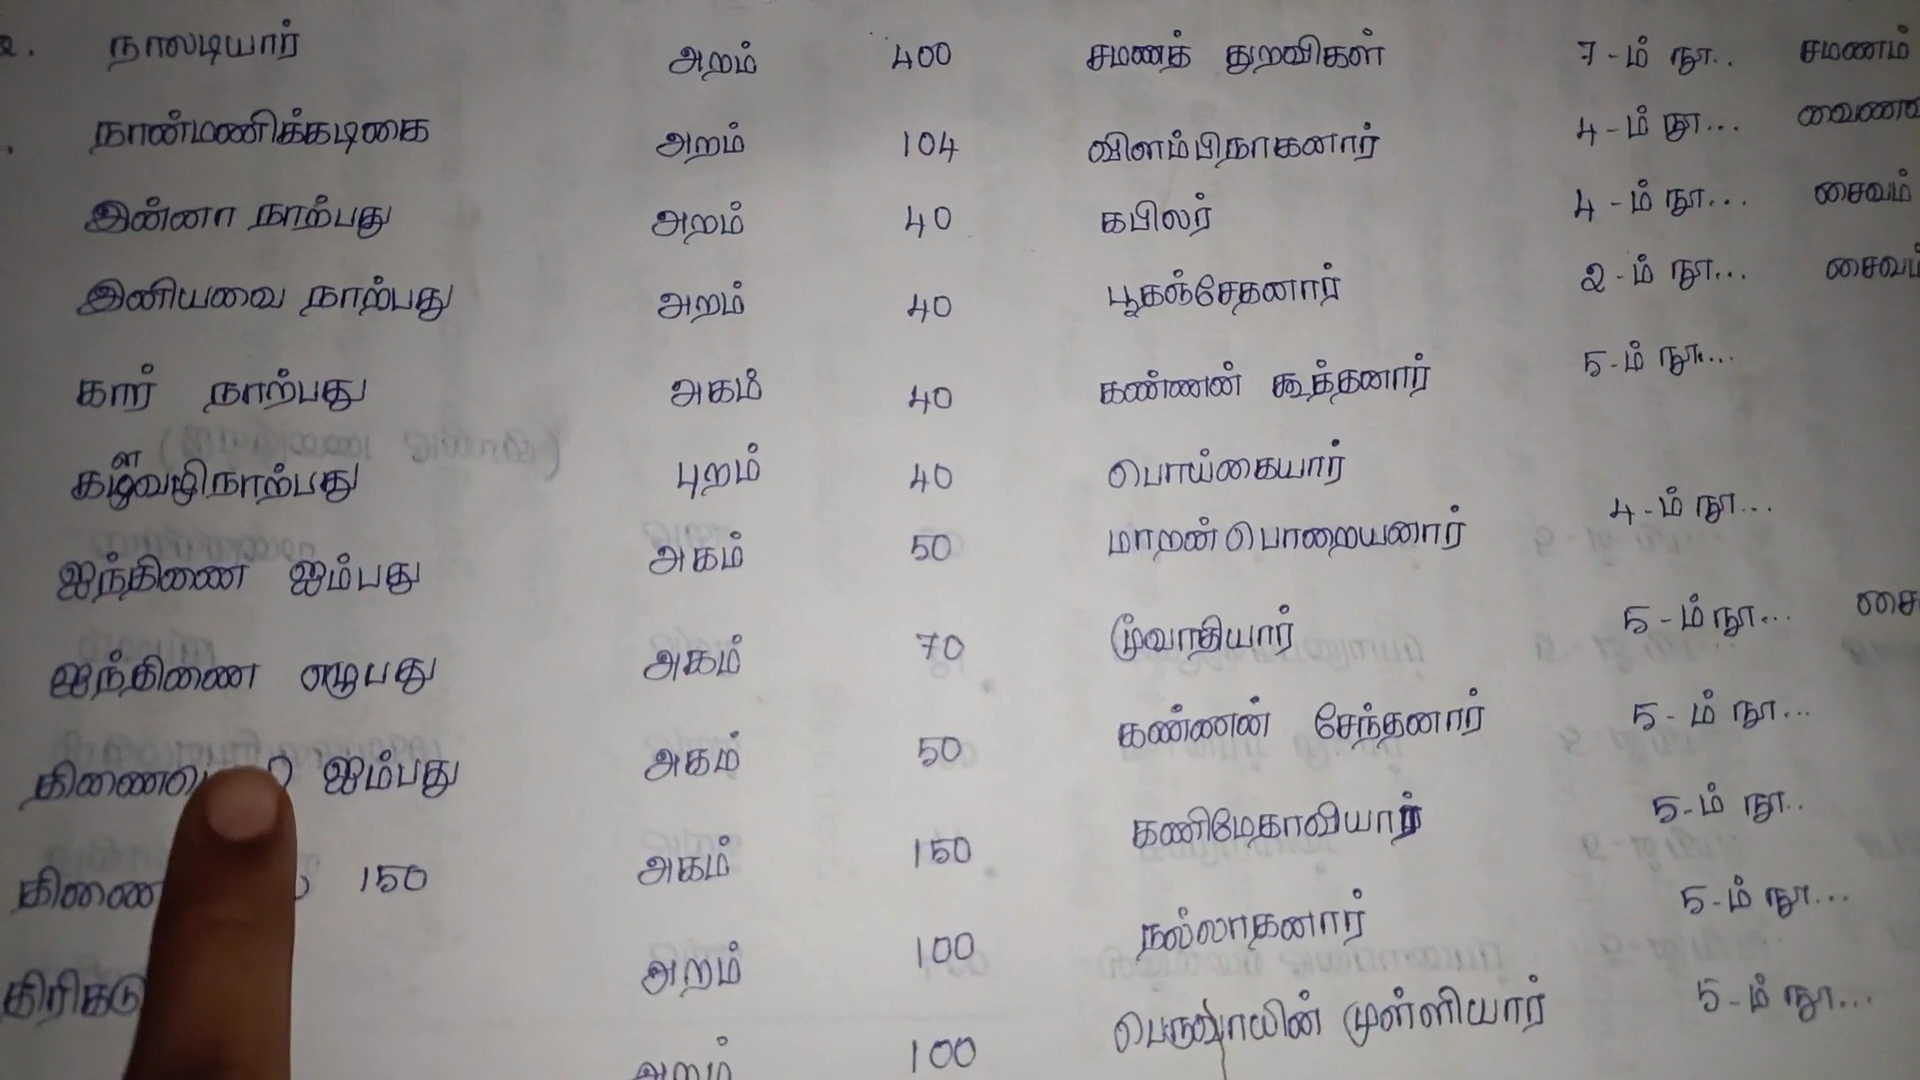 2. நாலடியார் அறம் 400 சமணத் துறவிகள் 7-ம் நூ.. சமணம்
நான்மணிக்கடிகை அறம் 104 விளம்பிநாகனார் 4-ம் நூ...
இன்னா நாற்பது அறம் 40 கபிலர் 4-ம் நூ... சைவம்
இனியவை நாற்பது அறம் 40 பூதஞ்சேதனார் 2-ம் நூ... சைவம்
கார் நாற்பது அகம் 40 கண்ணன் கூத்தனார் 5-ம் நூ...
களவழிநாற்பது புறம் 40 பொய்கையார்
ஐந்திணை ஐம்பது அகம் 50 மாறன் பொறையனார் 4-ம் நூ...
ஐந்திணை எழுபது அகம் 70 மூவாதியார் 5-ம் நூ... சை
ஐம்பது அகம் 50 கண்ணன் சேந்தனார் 5-ம் நூ...
திணை 150 அகம் 150 கணிமேதாவியார் 5-ம் நூ..
திரிகடு அறம் 100 நல்லாதனார் 5-ம் நூ...
அறம் 100 பெருவாயின் முள்ளியார் 5-ம் நூ...